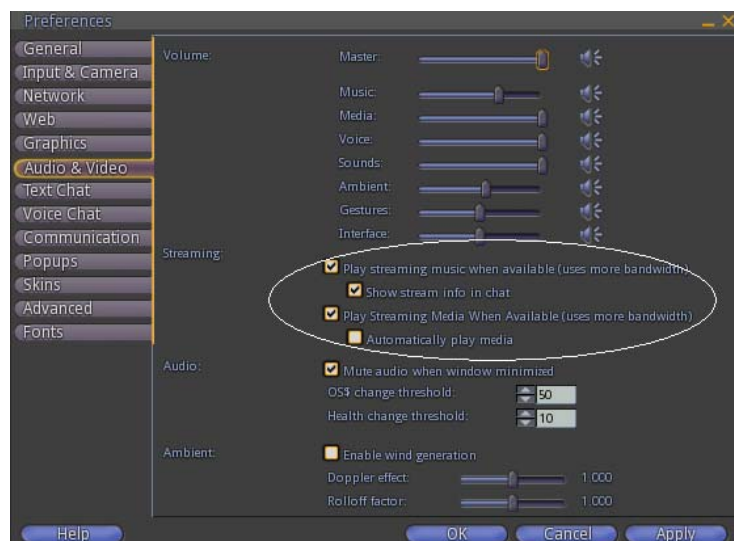 Preferences
General
Input & Camera
Network
Web
Graphics
Audio & Video
Text Chat
Voice Chat
Communication
Popups
Skins
Advanced
Fonts
Volume:
Master:
Music:
Media:
Voice:
Sounds:
Ambient:
Gestures:
Interface:
Streaming:
Play streaming music when available (uses more bandwidth)
Show stream info in chat
Play Streaming Media When Available (uses more bandwidth)
Automatically play media
Audio:
Mute audio when window minimized
OS$ change threshold: 50
Health change threshold: 10
Ambient:
Enable wind generation
Doppler effect: 1.000
Rolloff factor: 1.000
Help
OK
Cancel
Apply